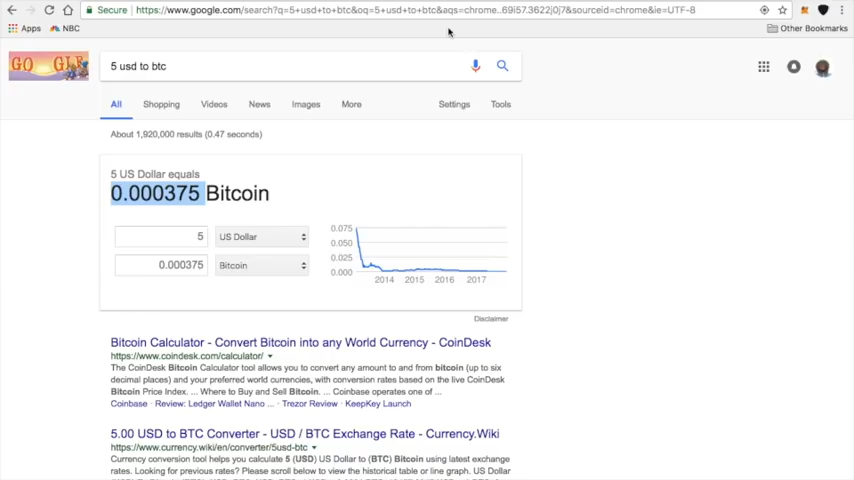 Secure https://www.google.com/search?q=5+usd+to+btc&oq=5+usd+to+btc&aqs=chrome..69i57.3622j0j7&sourceid=chrome&ie=UTF-8
Apps NBC Other Bookmarks
5 usd to btc
All Shopping Videos News Images More Settings Tools
About 1,920,000 results (0.47 seconds)
5 US Dollar equals
0.000375 Bitcoin
5 US Dollar
0.000375 Bitcoin
0.075
0.050
0.025
0.000
2014 2015 2016 2017
Disclaimer
Bitcoin Calculator - Convert Bitcoin into any World Currency - CoinDesk
https://www.coindesk.com/calculator/
The CoinDesk Bitcoin Calculator tool allows you to convert any amount to and from bitcoin (up to six
decimal places) and your preferred world currencies, with conversion rates based on the live CoinDesk
Bitcoin Price Index. ... Where to Buy and Sell Bitcoin. ... Coinbase operates one of ...
Coinbase · Review: Ledger Wallet Nano ... · Trezor Review · KeepKey Launch
5.00 USD to BTC Converter - USD / BTC Exchange Rate - Currency.Wiki
https://www.currency.wiki/en/converter/5usd-btc
Currency conversion tool helps you calculate 5 (USD) US Dollar to (BTC) Bitcoin using latest exchange
rates. Looking for previous rates? Please scroll below to view the historical table or line graph. US Dollar